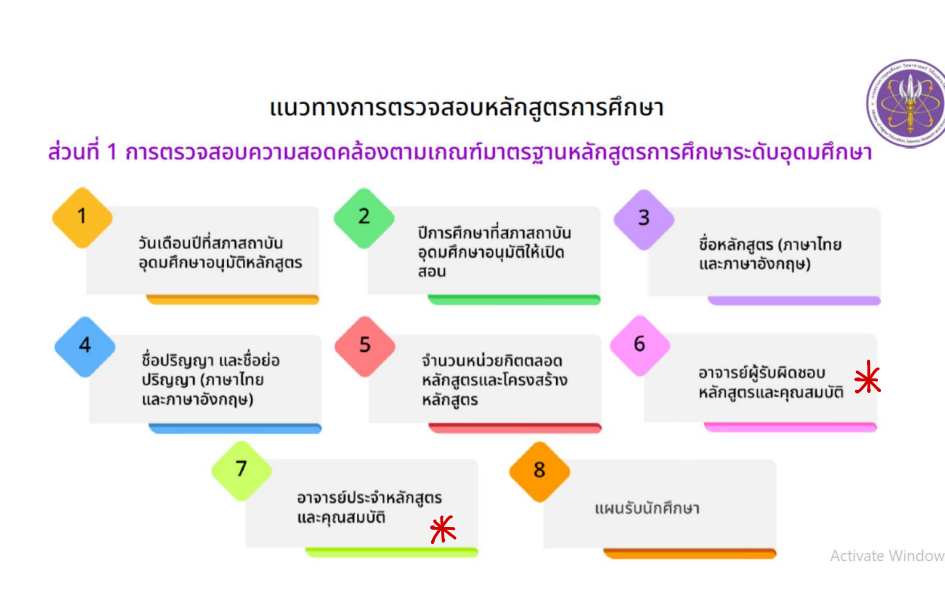 แนวทางการตรวจสอบหลักสูตรการศึกษา
ส่วนที่ 1 การตรวจสอบความสอดคล้องตามเกณฑ์มาตรฐานหลักสูตรการศึกษาระดับอุดมศึกษา
1
วันเดือนปีที่สภาสถาบัน
อุดมศึกษาอนุมัติหลักสูตร
2
ปีการศึกษาที่สภาสถาบัน
อุดมศึกษาอนุมัติให้เปิด
สอน
3
ชื่อหลักสูตร (ภาษาไทย
และภาษาอังกฤษ)
4
ชื่อปริญญา และชื่อย่อ
ปริญญา (ภาษาไทย
และภาษาอังกฤษ)
5
จำนวนหน่วยกิตตลอด
หลักสูตรและโครงสร้าง
หลักสูตร
6
อาจารย์ผู้รับผิดชอบ
หลักสูตรและคุณสมบัติ
7
อาจารย์ประจำหลักสูตร
และคุณสมบัติ
8
แผนรับนักศึกษา
Activate Window